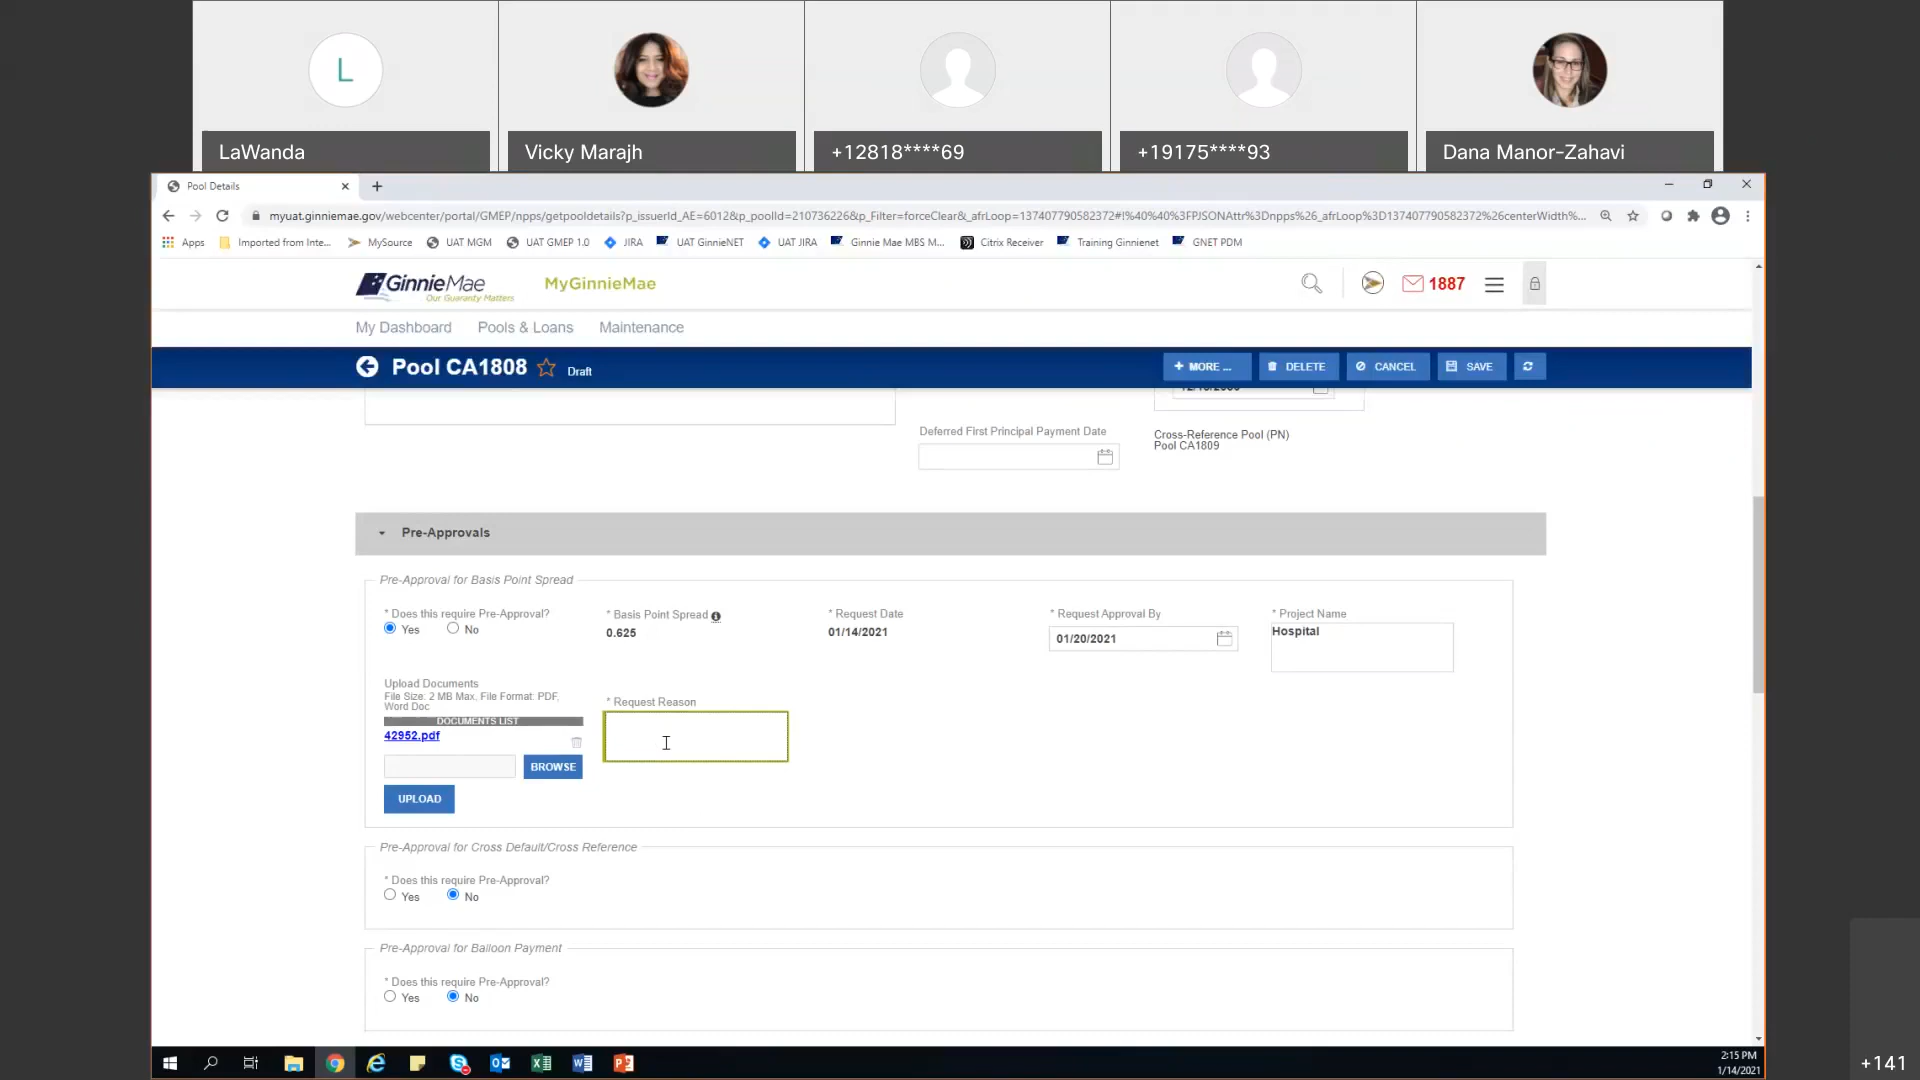 L
LaWanda
Vicky Marajh
+12818****69
+19175****93
Dana Manor-Zahavi
Pool Details
myuat.ginniemae.gov/webcenter/portal/GMEP/npps/getpooldetails?p_issuerId_AE=6012&p_poolId=210736226&p_Filter=forceClear&_afrLoop=137407790582372#!%40%40%3FPJSONAttr%3Dnpps%26_afrLoop%3D137407790582372%26centerWidth%...
Apps
Imported from Inte...
MySource
UAT MGM
UAT GMEP 1.0
JIRA
UAT GinnieNET
UAT JIRA
Ginnie Mae MBS M...
Citrix Receiver
Training Ginnienet
GNET PDM
GinnieMae
Our Guaranty Matters
MyGinnieMae
1887
My Dashboard
Pools & Loans
Maintenance
Pool CA1808
Draft
+ MORE ...
DELETE
CANCEL
SAVE
Deferred First Principal Payment Date
Cross-Reference Pool (PN)
Pool CA1809
Pre-Approvals
Pre-Approval for Basis Point Spread
* Does this require Pre-Approval?
Yes
No
* Basis Point Spread
0.625
* Request Date
01/14/2021
* Request Approval By
01/20/2021
* Project Name
Hospital
Upload Documents
File Size: 2 MB Max, File Format: PDF,
Word Doc
DOCUMENTS LIST
42952.pdf
BROWSE
UPLOAD
* Request Reason
Pre-Approval for Cross Default/Cross Reference
* Does this require Pre-Approval?
Yes
No
Pre-Approval for Balloon Payment
* Does this require Pre-Approval?
Yes
No
2:15 PM
1/14/2021
+141